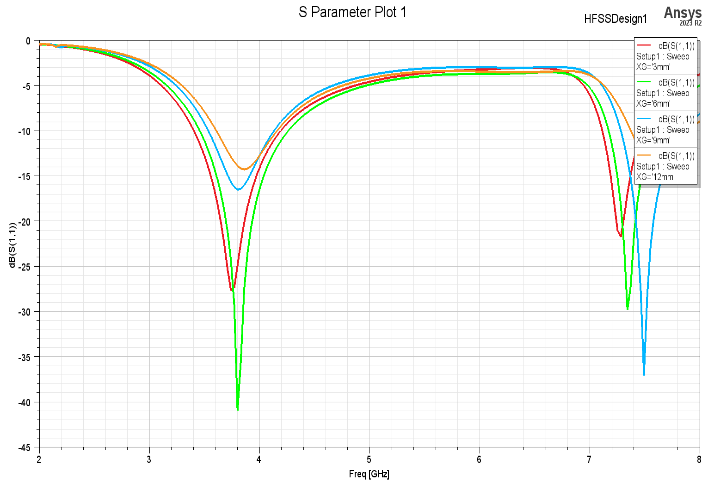 S Parameter Plot 1
HFSSDesign1
Ansys
2023 R2
0
-5
-10
-15
-20
-25
-30
-35
-40
-45
dB(S(1,1))
2
3
4
5
6
7
8
Freq [GHz]
dB(S(1,1))
Setup1 : Sweep
XG='3mm'
dB(S(1,1))
Setup1 : Sweep
XG='6mm'
dB(S(1,1))
Setup1 : Sweep
XG='9mm'
dB(S(1,1))
Setup1 : Sweep
XG='12mm